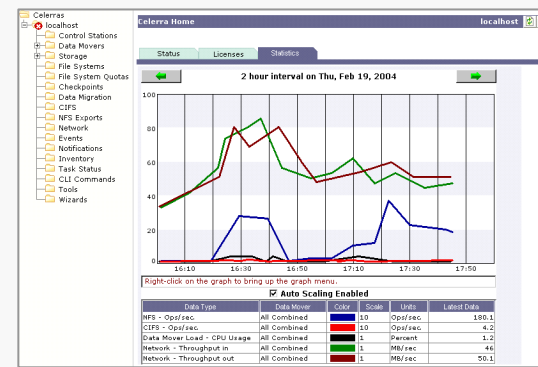 Celerras
localhost
Control Stations
Data Movers
Storage
File Systems
File System Quotas
Checkpoints
Data Migration
CIFS
NFS Exports
Network
Events
Notifications
Inventory
Task Status
CLI Commands
Tools
Wizards
Celerra Home localhost
Status Licenses Statistics
2 hour interval on Thu, Feb 19, 2004
100
80
60
40
20
0
16:10 16:30 16:50 17:10 17:30 17:50
Right-click on the graph to bring up the graph menu.
Auto Scaling Enabled
Data Type Data Mover Color Scale Units Latest Data
NFS - Ops/sec. All Combined 10 Ops/sec 180.1
CIFS - Ops/sec. All Combined 10 Ops/sec 4.2
Data Mover Load - CPU Usage All Combined 1 Percent 1.2
Network - Throughput in All Combined 1 MB/sec 46
Network - Throughput out All Combined 1 MB/sec 50.1